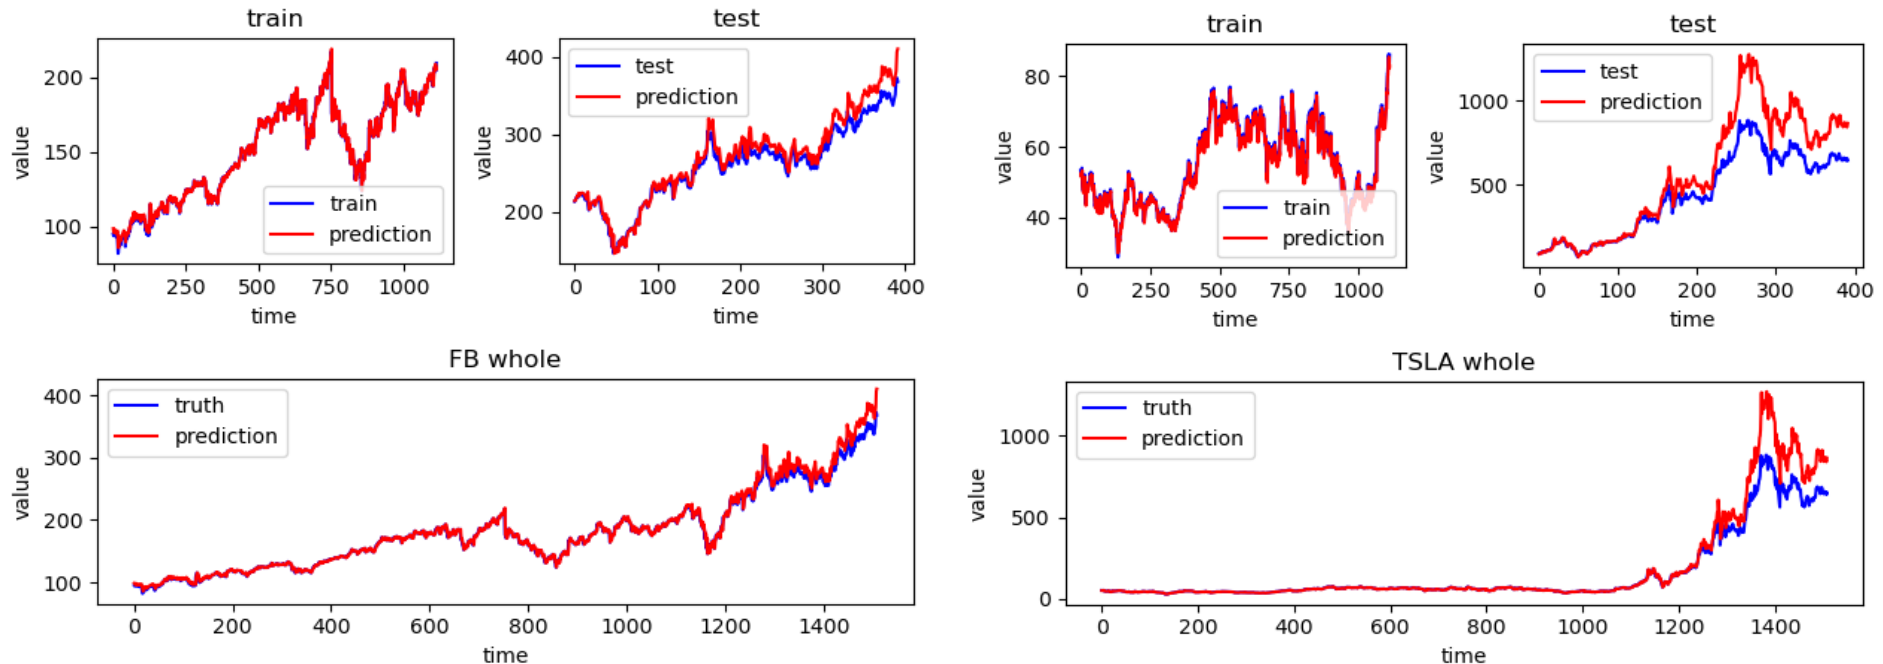 train
value
200
150
100
train
prediction
0
250
500
750
1000
time
test
value
400
300
200
test
prediction
0
100
200
300
400
time
train
value
80
60
40
train
prediction
0
250
500
750
1000
time
test
value
1000
500
test
prediction
0
100
200
300
400
time
FB whole
value
400
300
200
100
truth
prediction
0
200
400
600
800
1000
1200
1400
time
TSLA whole
value
1000
500
0
truth
prediction
0
200
400
600
800
1000
1200
1400
time